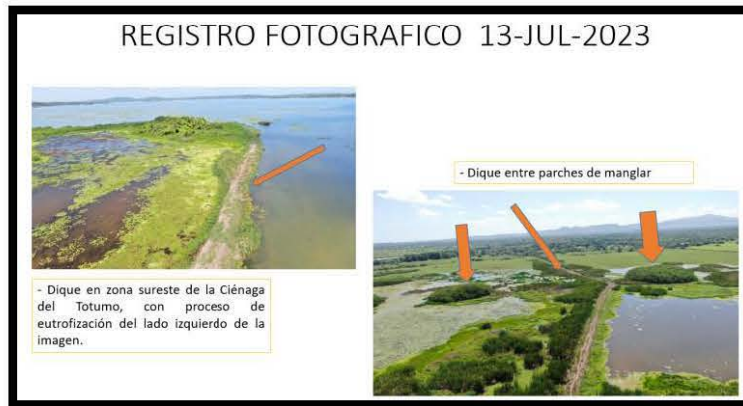 REGISTRO FOTOGRAFICO 13-JUL-2023
- Dique entre parches de manglar
- Dique en zona sureste de la Ciénaga
del Totumo, con proceso de
eutrofización del lado izquierdo de la
imagen.